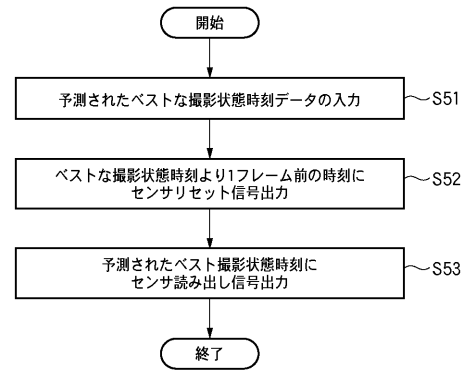 開始
予測されたベストな撮影状態時刻データの入力
S51
ベストな撮影状態時刻より1フレーム前の時刻に
センサリセット信号出力
S52
予測されたベスト撮影状態時刻に
センサ読み出し信号出力
S53
終了